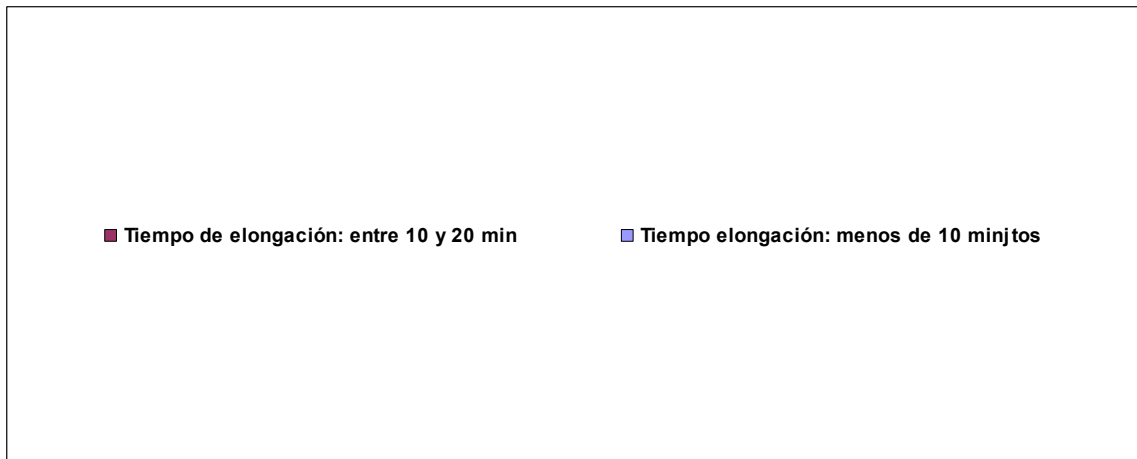 Tiempo de elongación: entre 10 y 20 min
Tiempo elongación: menos de 10 minjtos